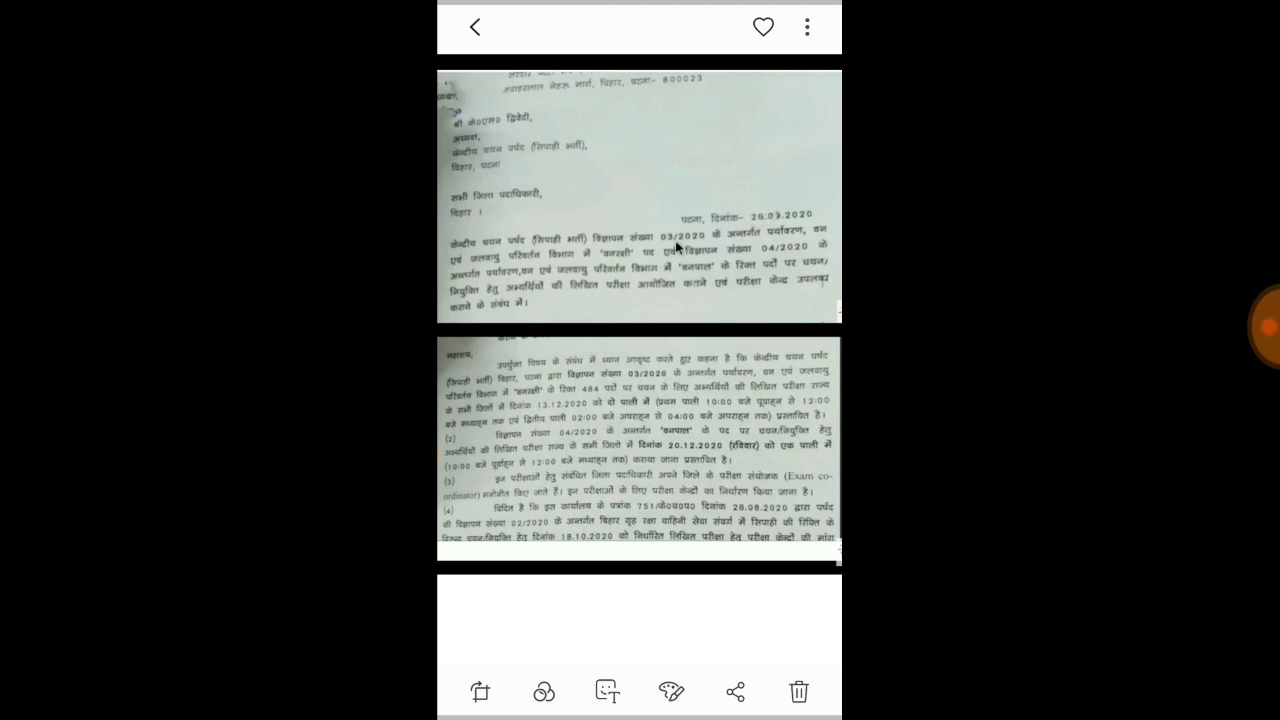 जवाहरलाल नेहरू मार्ग, बिहार, पटना– 800023
श्री के०एस० द्विवेदी,
अध्यक्ष,
केन्द्रीय चयन पर्षद (सिपाही भर्ती),
बिहार, पटना
सभी जिला पदाधिकारी,
बिहार ।
पटना, दिनांक– 28.09.2020
केन्द्रीय चयन पर्षद (सिपाही भर्ती) विज्ञापन संख्या 03/2020 के अन्तर्गत पर्यावरण, वन
एवं जलवायु परिवर्तन विभाग में 'वनरक्षी' पद एवं विज्ञापन संख्या 04/2020 के
अन्तर्गत पर्यावरण,वन एवं जलवायु परिवर्तन विभाग में 'वनपाल' के रिक्त पदों पर चयन/
नियुक्ति हेतु अभ्यर्थियों की लिखित परीक्षा आयोजित कराने एवं परीक्षा केन्द्र उपलब्ध
कराने के संबंध में।
महाशय,
उपर्युक्त विषय के संबंध में ध्यान आकृष्ट करते हुए कहना है कि केन्द्रीय चयन पर्षद
(सिपाही भर्ती) बिहार, पटना द्वारा विज्ञापन संख्या 03/2020 के अन्तर्गत पर्यावरण, वन एवं जलवायु
परिवर्तन विभाग में 'वनरक्षी' के रिक्त 484 पदों पर चयन के लिए अभ्यर्थियों की लिखित परीक्षा राज्य
के सभी जिलों में दिनांक 13.12.2020 को दो पाली में (प्रथम पाली 10:00 बजे पूर्वाहन से 12:00
बजे मध्याहन तक एवं द्वितीय पाली 02:00 बजे अपराहन से 04:00 बजे अपराहन तक) प्रस्तावित है।
(2) विज्ञापन संख्या 04/2020 के अन्तर्गत 'वनपाल' के पद पर चयन/नियुक्ति हेतु
अभ्यर्थियों की लिखित परीक्षा राज्य के सभी जिलो में दिनांक 20.12.2020 (रविवार) को एक पाली में
(10:00 बजे पूर्वाहन से 12:00 बजे मध्याहन तक) कराया जाना प्रस्तावित है।
(3) इन परीक्षाओं हेतु संबंधित जिला पदाधिकारी अपने जिले के परीक्षा संयोजक (Exam co-
ordinator) मनोनीत किए जाते हैं। इन परीक्षाओं के लिए परीक्षा केन्द्रों का निर्धारण किया जाना है।
(4) विदित है कि इस कार्यालय के पत्रांक 751/के०च०प० दिनांक 28.08.2020 द्वारा पर्षद
की विज्ञापन संख्या 02/2020 के अन्तर्गत बिहार गृह रक्षा वाहिनी सेवा संवर्ग में सिपाही की रिक्ति के
विरूद्ध चयन/नियुक्ति हेतु दिनांक 18.10.2020 को निर्धारित लिखित परीक्षा हेतु परीक्षा केन्द्रों की मांग